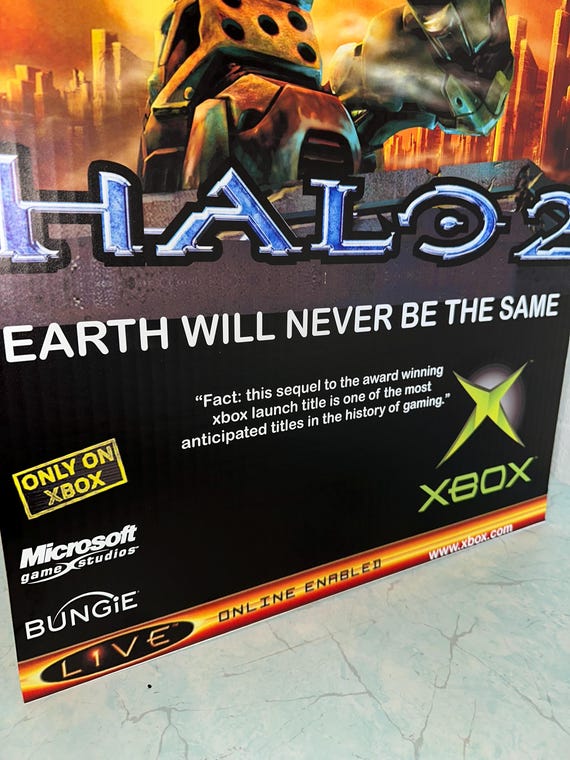 HALO 2
EARTH WILL NEVER BE THE SAME
“Fact: this sequel to the award winning
xbox launch title is one of the most
anticipated titles in the history of gaming.”
ONLY ON
XBOX
XBOX
Microsoft
game studios
BUNGiE
www.xbox.com
LIVE
ONLINE ENABLED